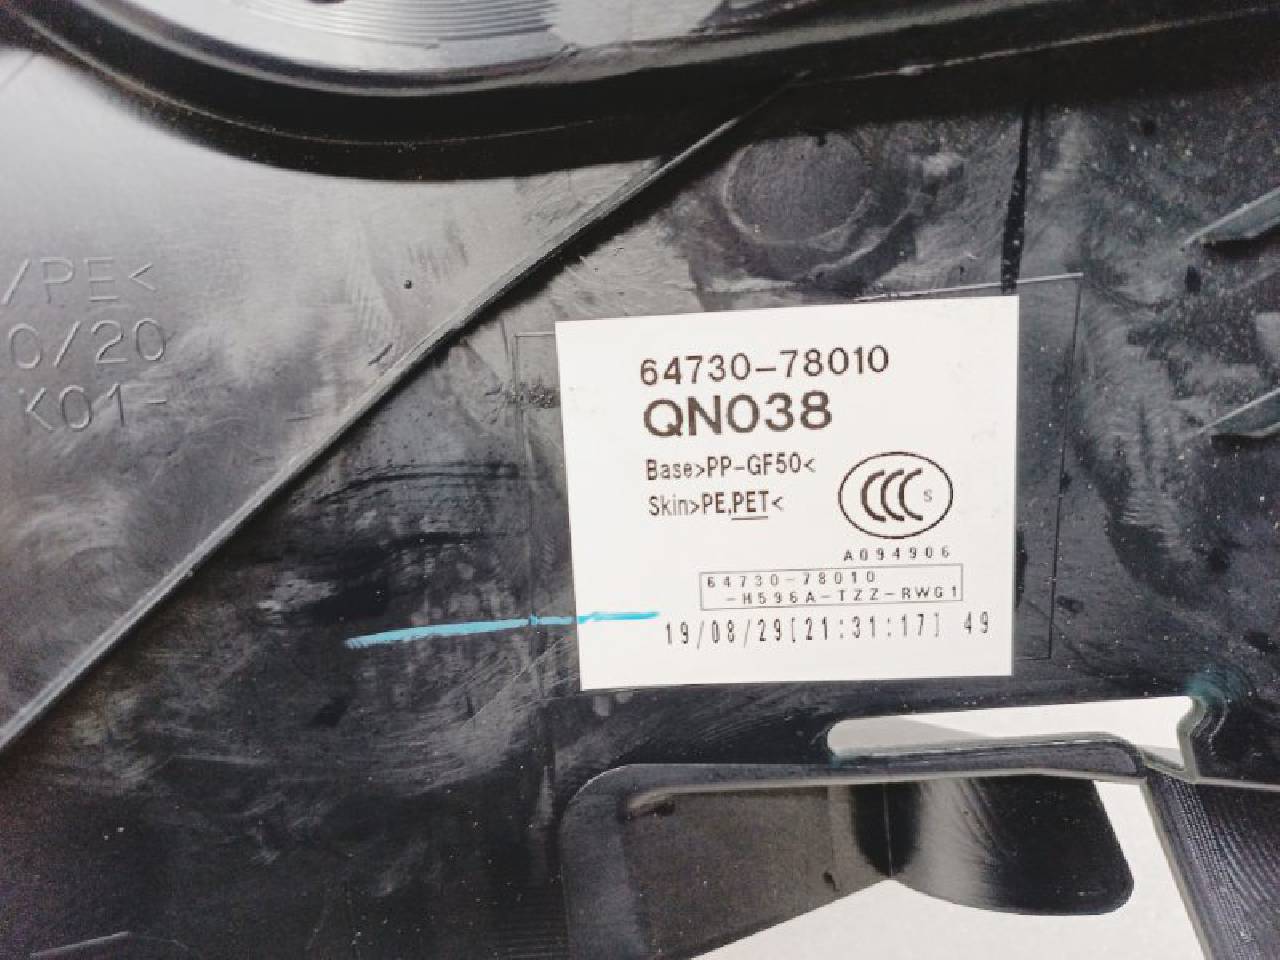 /PE<
0/20
K01-
64730-78010
QN038
Base>PP-GF50<
Skin>PE,PET<
CCC S
A094906
64730-78010
-H596A-TZZ-RWG1
19/08/29[21:31:17] 49